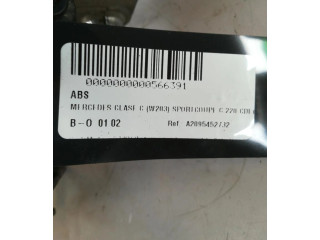 0000000000566391
ABS
MERCEDES CLASE C (W203) SPORTCOUPE C 220 CDI
B - O 01 02
Ref. A2095452732